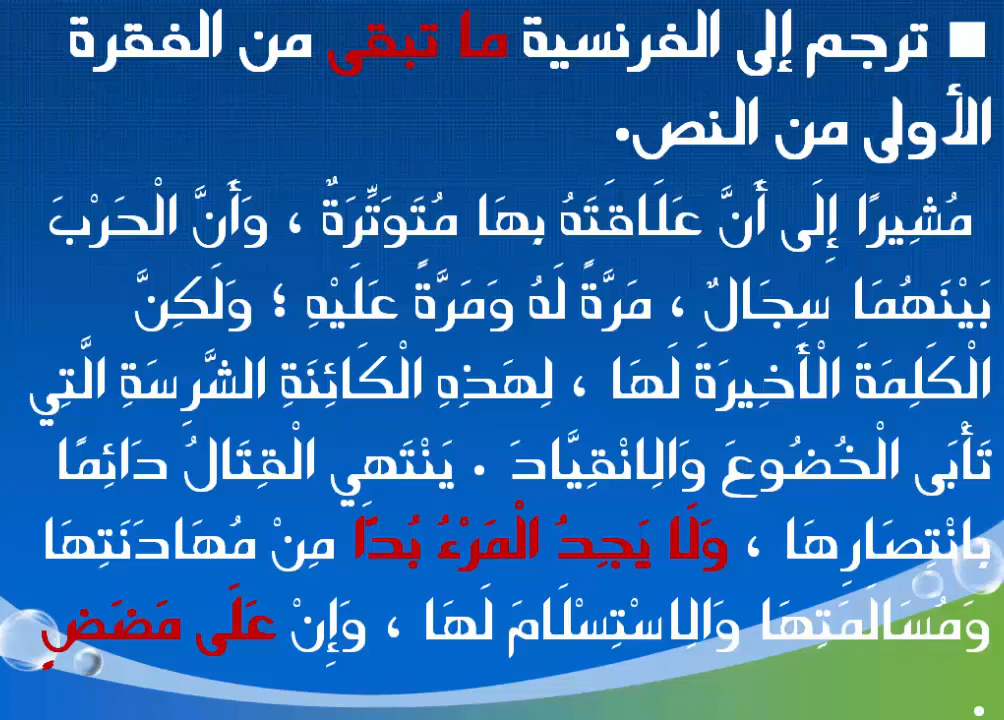 ■ ترجم إلى الفرنسية ما تبقى من الفقرة
الأولى من النص.
مُشِيرًا إِلَى أَنَّ عَلَاقَتَهُ بِهَا مُتَوَتِّرَةٌ ، وَأَنَّ الْحَرْبَ
بَيْنَهُمَا سِجَالٌ ، مَرَّةً لَهُ وَمَرَّةً عَلَيْهِ ؛ وَلَكِنَّ
الْكَلِمَةَ الْأَخِيرَةَ لَهَا ، لِهَذِهِ الْكَائِنَةِ الشَّرِسَةِ الَّتِي
تَأْبَى الْخُضُوعَ وَالِانْقِيَّادَ . يَنْتَهِي الْقِتَالُ دَائِمًا
بِانْتِصَارِهَا ، وَلَا يَجِدُ الْمَرْءُ بُدًّا مِنْ مُهَادَنَتِهَا
وَمُسَالَمَتِهَا وَالِاسْتِسْلَامَ لَهَا ، وَإِنْ عَلَى مَضَضٍ
.